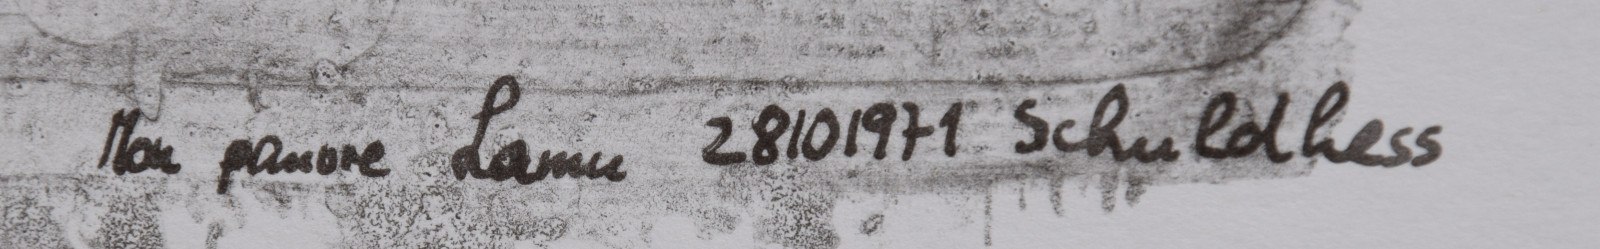 Mon pauvre Lamu 28101971 Schuldhess